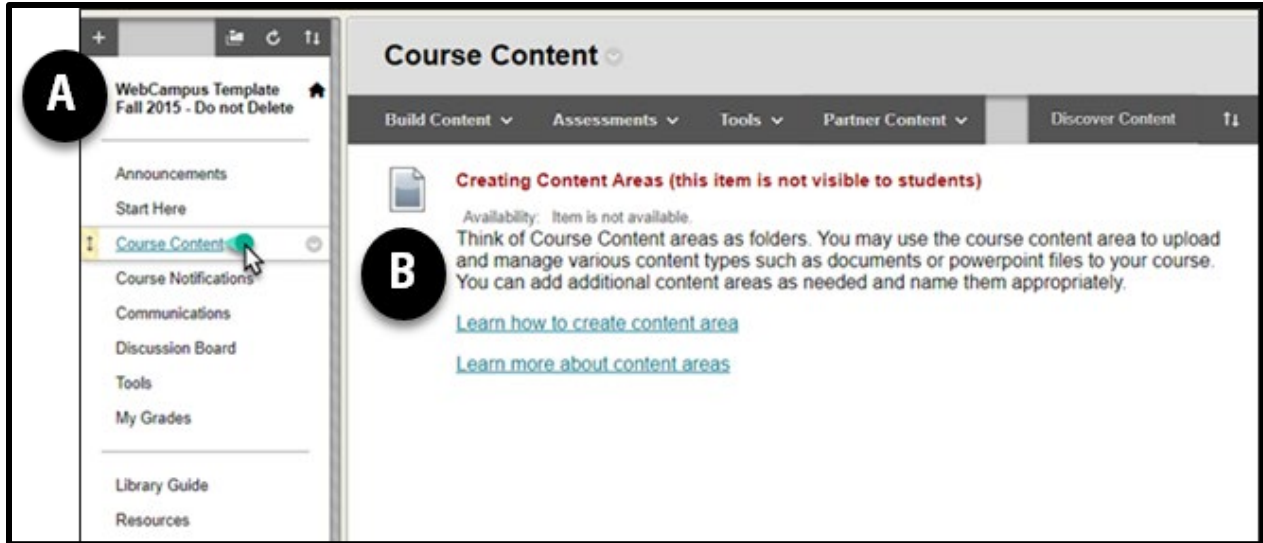 A
WebCampus Template
Fall 2015 - Do not Delete
Announcements
Start Here
Course Content
Course Notifications
Communications
Discussion Board
Tools
My Grades
Library Guide
Resources
Course Content
Build Content
Assessments
Tools
Partner Content
Discover Content
Creating Content Areas (this item is not visible to students)
Availability: Item is not available.
B
Think of Course Content areas as folders. You may use the course content area to upload
and manage various content types such as documents or powerpoint files to your course.
You can add additional content areas as needed and name them appropriately.
Learn how to create content area
Learn more about content areas